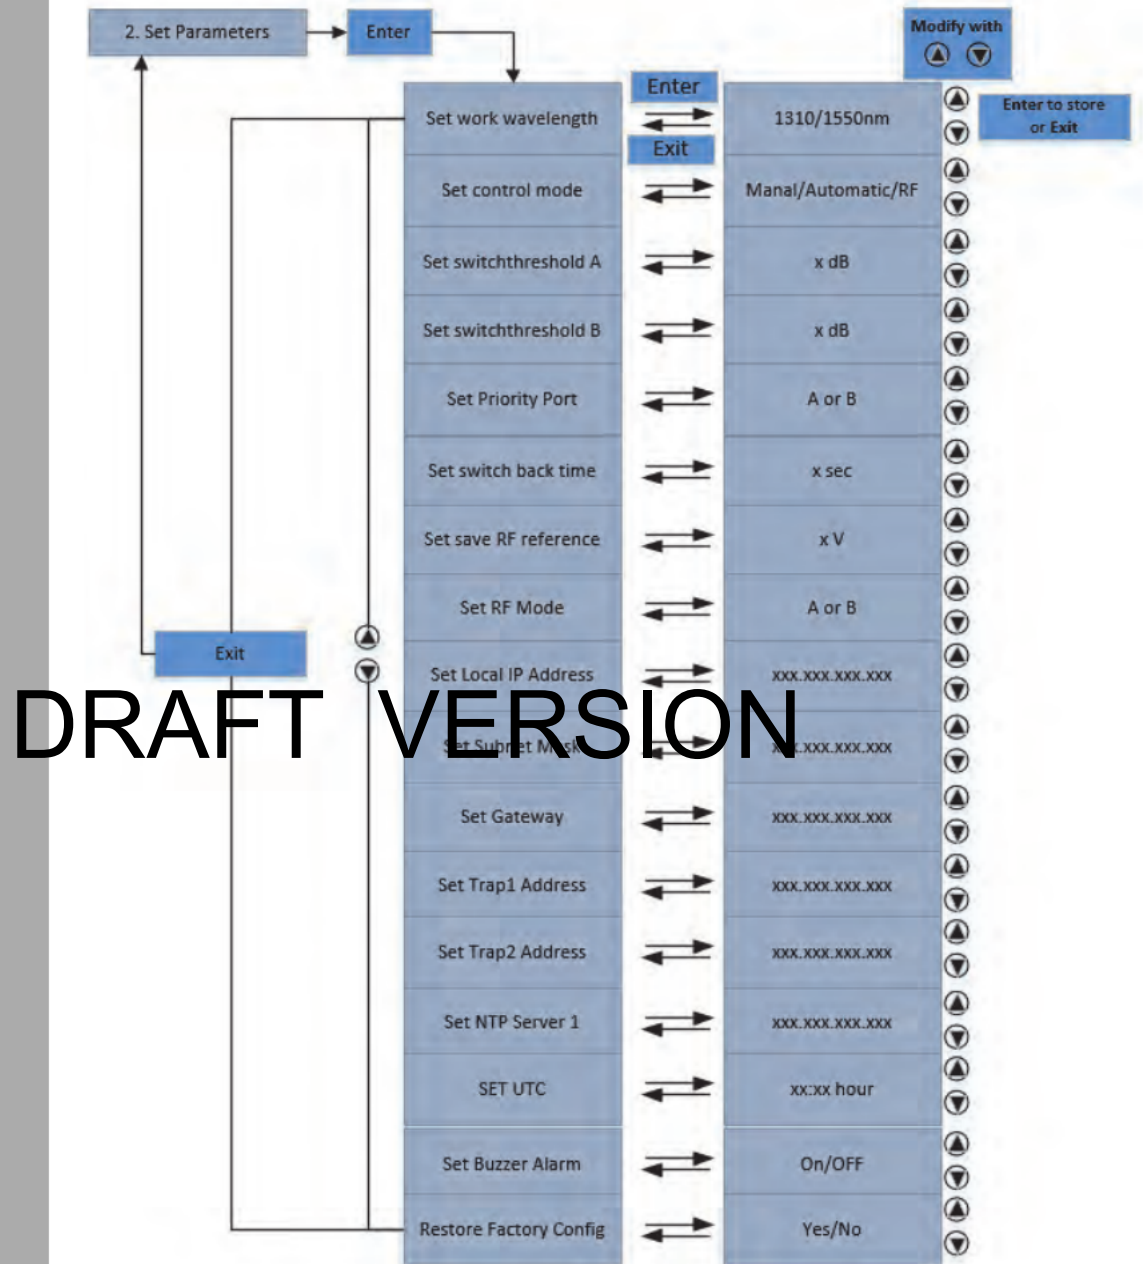 2. Set Parameters
Enter
Modify with
Enter
Set work wavelength
1310/1550nm
Enter to store
or Exit
Exit
Set control mode
Manal/Automatic/RF
Set switchthreshold A
x dB
Set switchthreshold B
x dB
Set Priority Port
A or B
Set switch back time
x sec
Set save RF reference
x V
Set RF Mode
A or B
Exit
Set Local IP Address
xxx.xxx.xxx.xxx
DRAFT VERSION
Set Subnet Mask
xxx.xxx.xxx.xxx
Set Gateway
xxx.xxx.xxx.xxx
Set Trap1 Address
xxx.xxx.xxx.xxx
Set Trap2 Address
xxx.xxx.xxx.xxx
Set NTP Server 1
xxx.xxx.xxx.xxx
SET UTC
xx:xx hour
Set Buzzer Alarm
On/OFF
Restore Factory Config
Yes/No